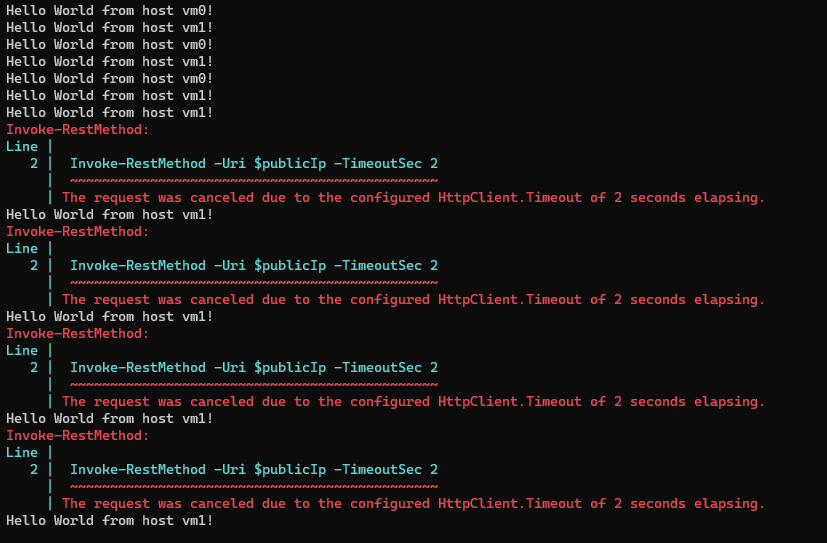 Hello World from host vm0!
Hello World from host vm1!
Hello World from host vm0!
Hello World from host vm1!
Hello World from host vm0!
Hello World from host vm1!
Hello World from host vm1!
Invoke-RestMethod:
Line |
   2 |  Invoke-RestMethod -Uri $publicIp -TimeoutSec 2
     |  ~~~~~~~~~~~~~~~~~~~~~~~~~~~~~~~~~~~~~~~~~~~~~~
     | The request was canceled due to the configured HttpClient.Timeout of 2 seconds elapsing.
Hello World from host vm1!
Invoke-RestMethod:
Line |
   2 |  Invoke-RestMethod -Uri $publicIp -TimeoutSec 2
     |  ~~~~~~~~~~~~~~~~~~~~~~~~~~~~~~~~~~~~~~~~~~~~~~
     | The request was canceled due to the configured HttpClient.Timeout of 2 seconds elapsing.
Hello World from host vm1!
Invoke-RestMethod:
Line |
   2 |  Invoke-RestMethod -Uri $publicIp -TimeoutSec 2
     |  ~~~~~~~~~~~~~~~~~~~~~~~~~~~~~~~~~~~~~~~~~~~~~~
     | The request was canceled due to the configured HttpClient.Timeout of 2 seconds elapsing.
Hello World from host vm1!
Invoke-RestMethod:
Line |
   2 |  Invoke-RestMethod -Uri $publicIp -TimeoutSec 2
     |  ~~~~~~~~~~~~~~~~~~~~~~~~~~~~~~~~~~~~~~~~~~~~~~
     | The request was canceled due to the configured HttpClient.Timeout of 2 seconds elapsing.
Hello World from host vm1!